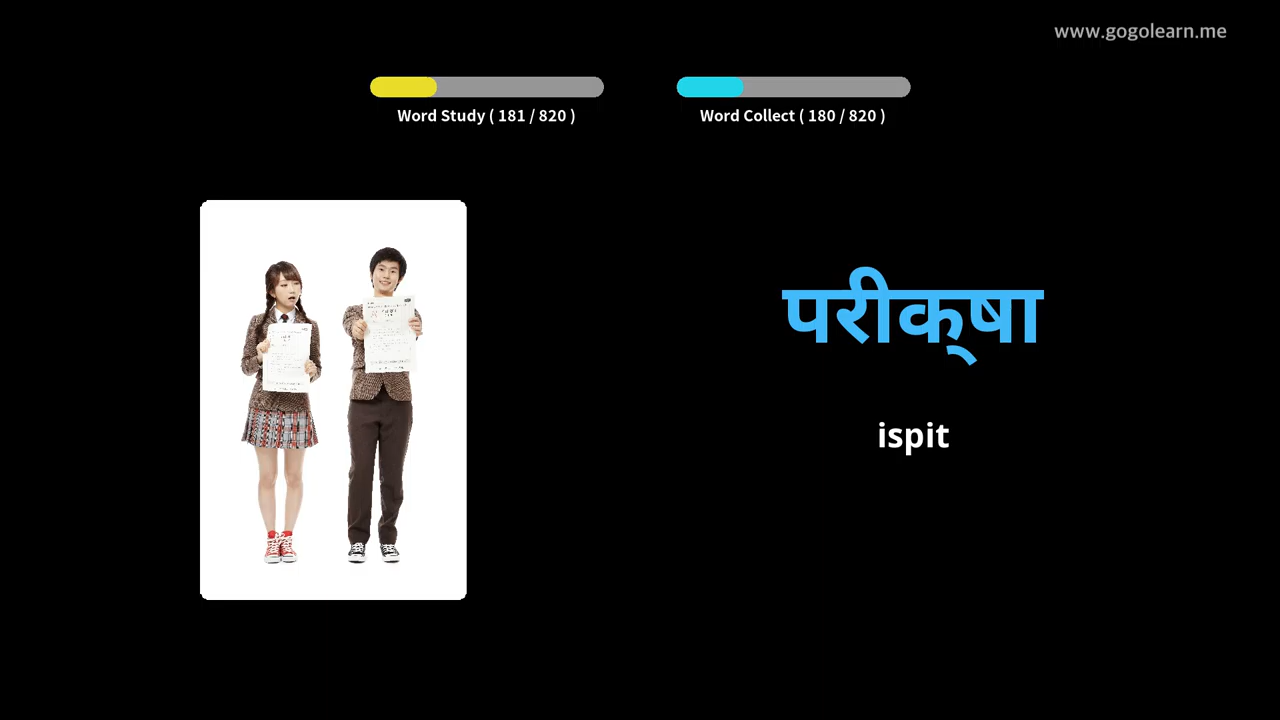 www.gogolearn.me
Word Study ( 181 / 820 )
Word Collect ( 180 / 820 )
परीक्‌षा
ispit